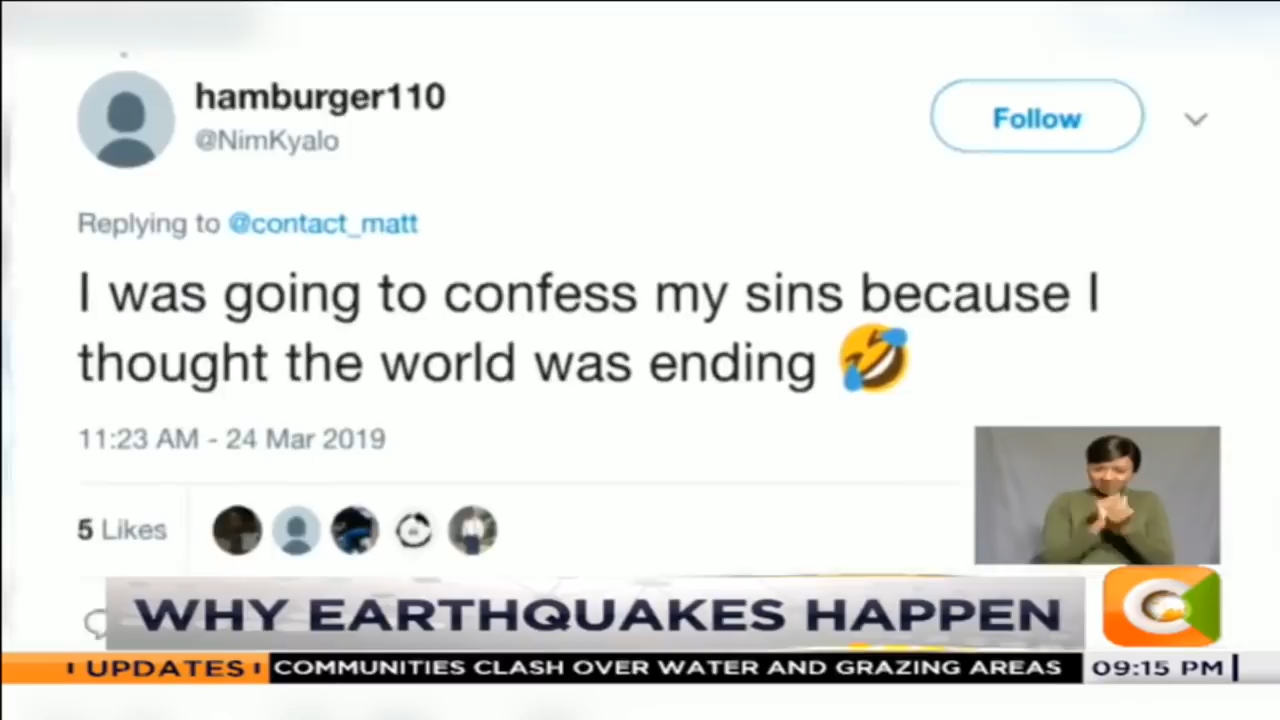 hamburger110
@NimKyalo
Follow
Replying to @contact_matt
I was going to confess my sins because I
thought the world was ending 🤣
11:23 AM - 24 Mar 2019
5 Likes
WHY EARTHQUAKES HAPPEN
UPDATES
COMMUNITIES CLASH OVER WATER AND GRAZING AREAS
09:15 PM